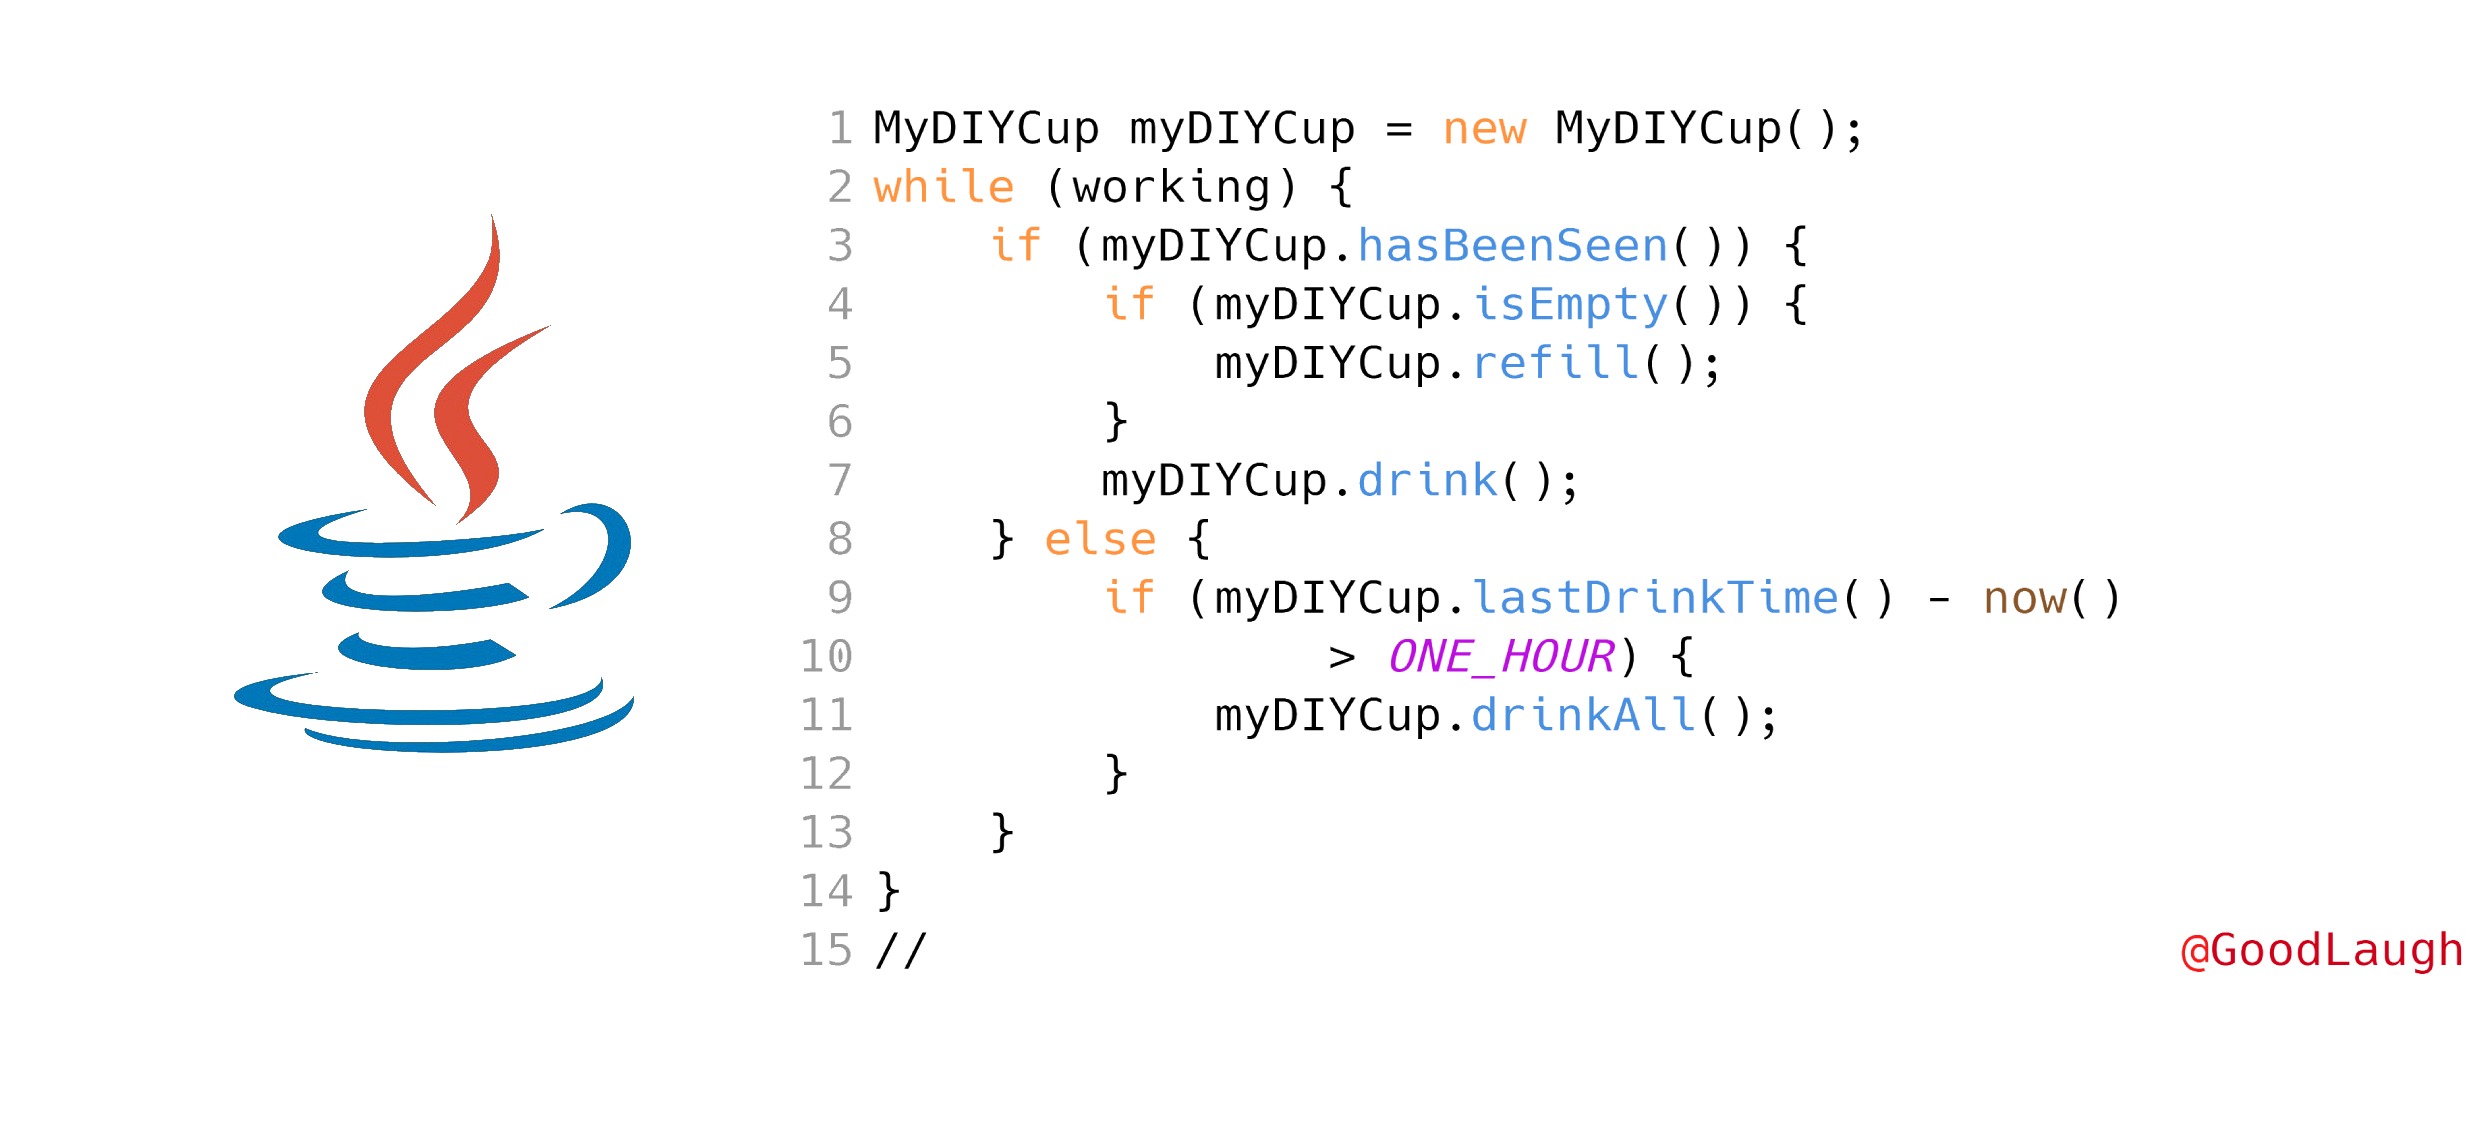 1 MyDIYCup myDIYCup = new MyDIYCup();
2 while (working) {
3     if (myDIYCup.hasBeenSeen()) {
4         if (myDIYCup.isEmpty()) {
5             myDIYCup.refill();
6         }
7         myDIYCup.drink();
8     } else {
9         if (myDIYCup.lastDrinkTime() - now()
10                 > ONE_HOUR) {
11             myDIYCup.drinkAll();
12         }
13     }
14 }
15 // @GoodLaugh